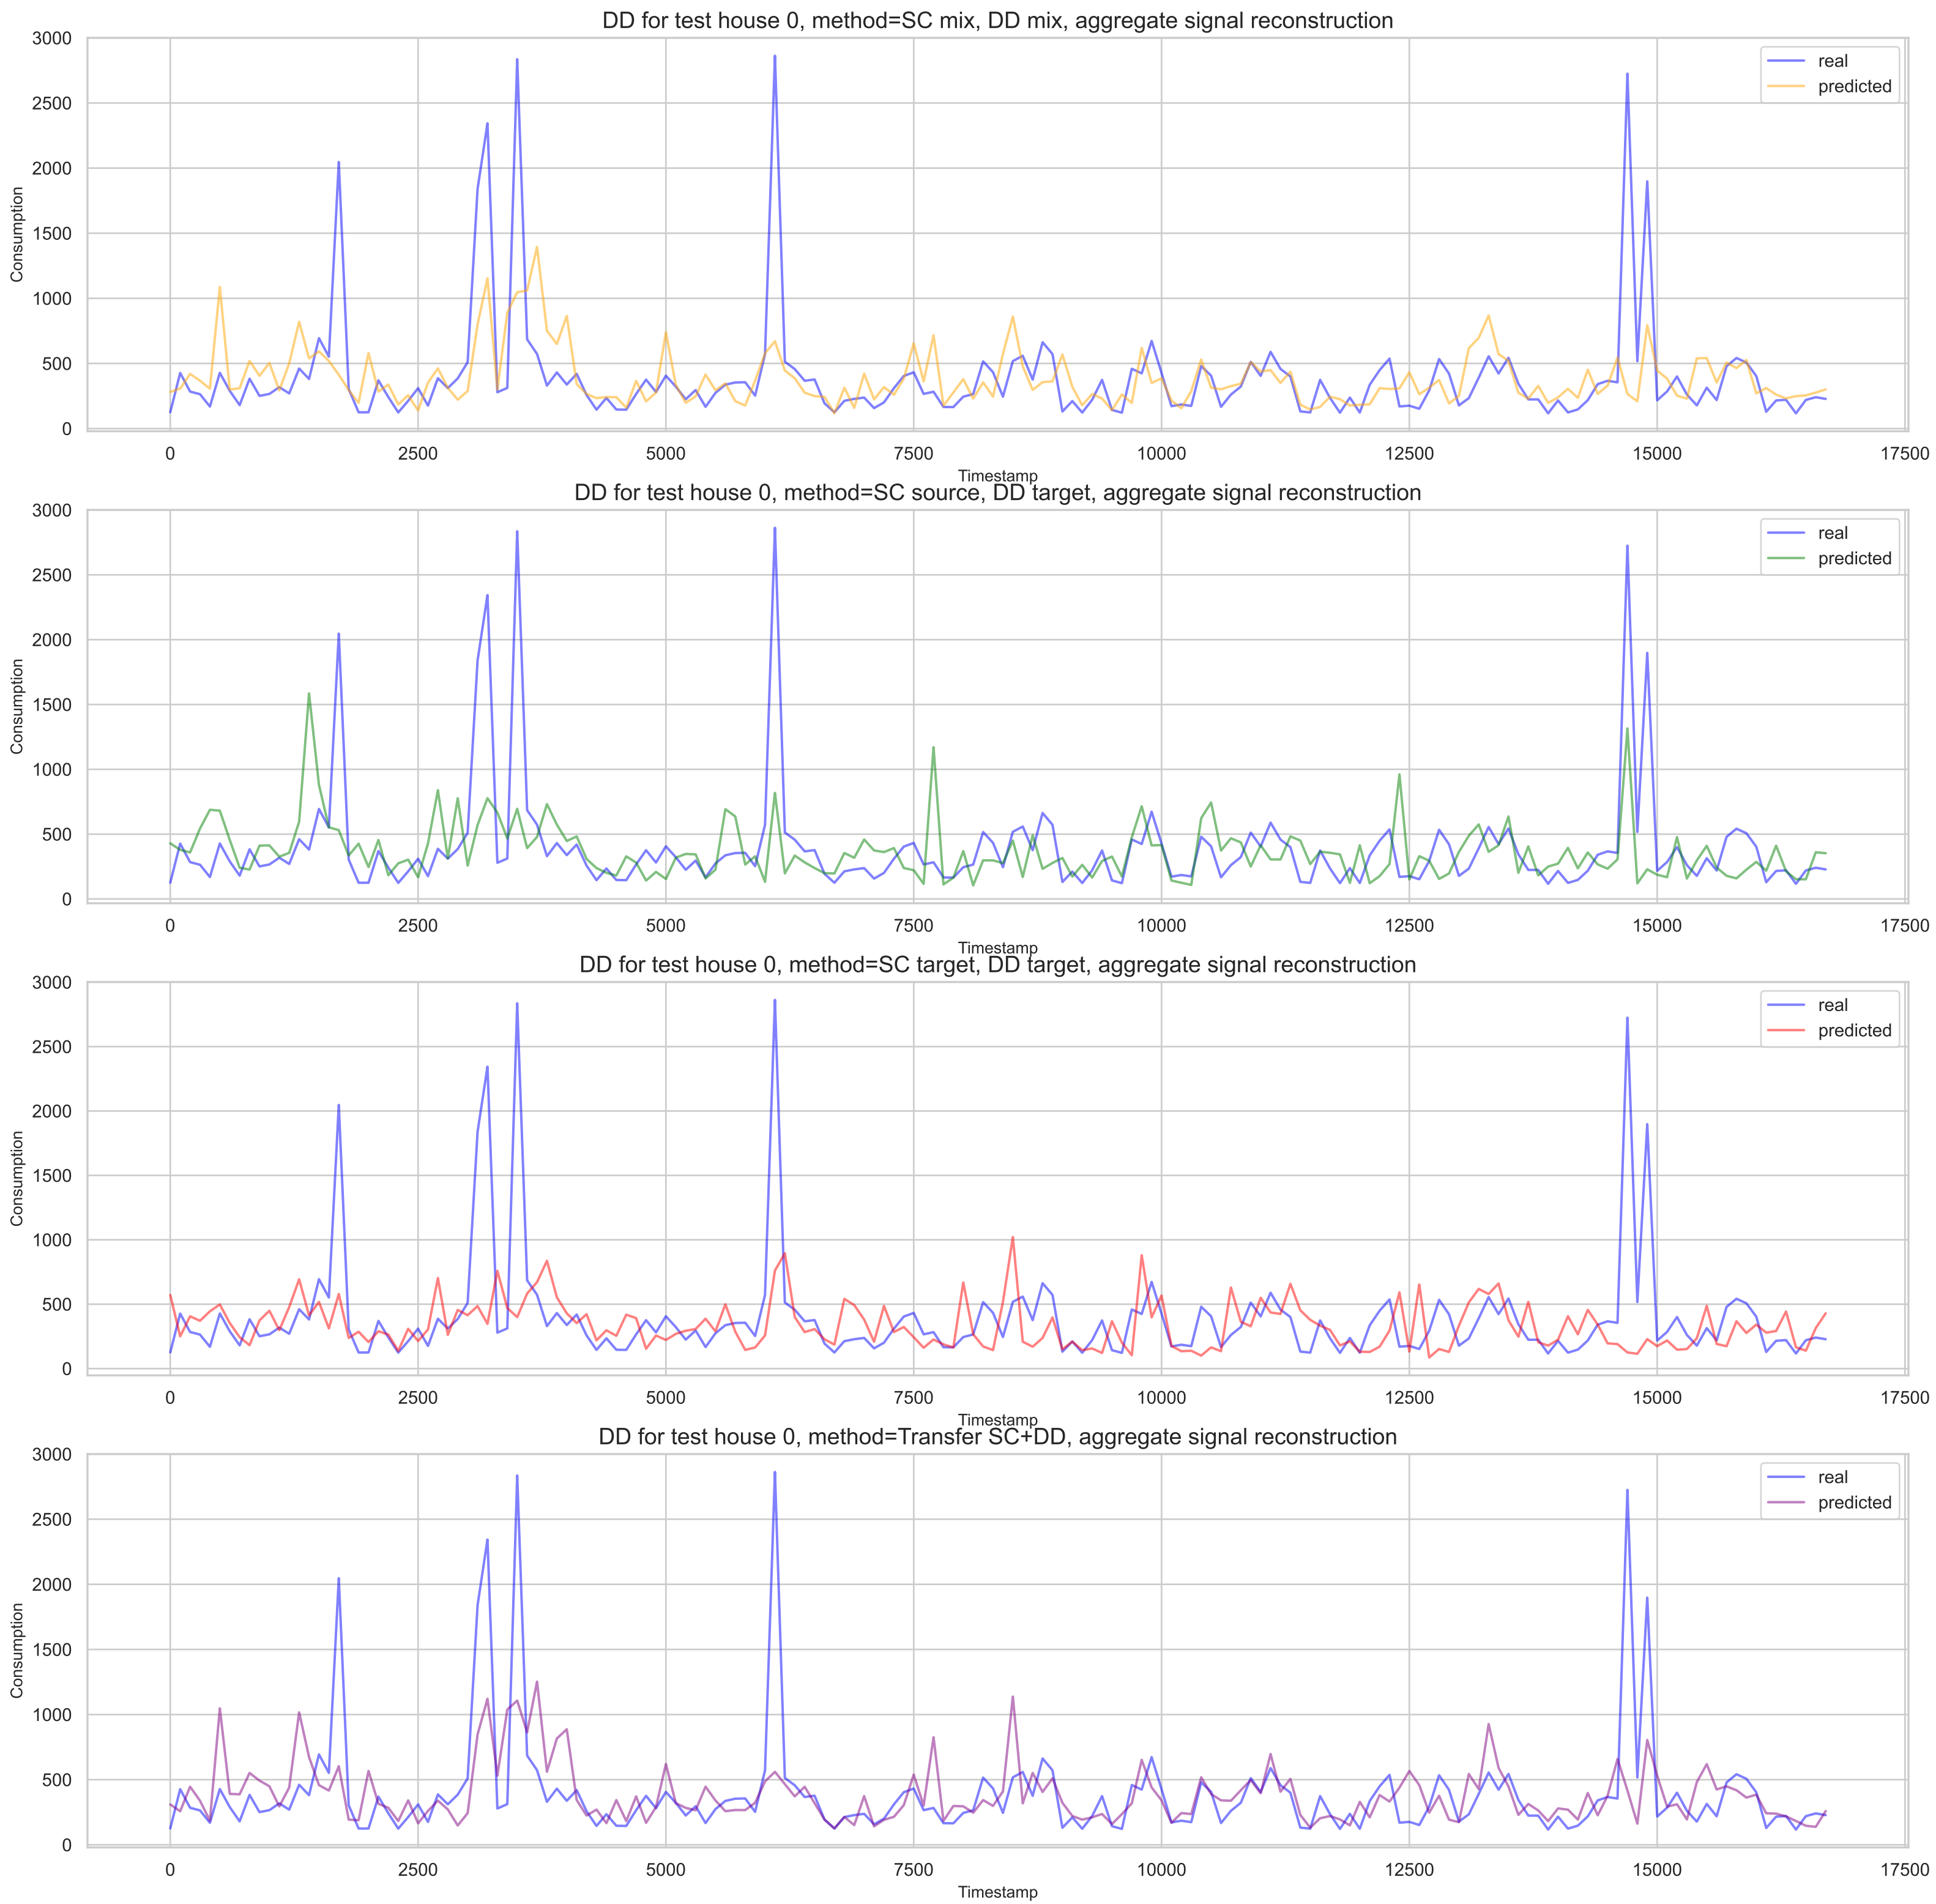 DD for test house 0, method=SC mix, DD mix, aggregate signal reconstruction
3000
2500
2000
1500
1000
500
0
Consumption
real
predicted
0 2500 5000 7500 10000 12500 15000 17500
Timestamp
DD for test house 0, method=SC source, DD target, aggregate signal reconstruction
3000
2500
2000
1500
1000
500
0
Consumption
real
predicted
0 2500 5000 7500 10000 12500 15000 17500
Timestamp
DD for test house 0, method=SC target, DD target, aggregate signal reconstruction
3000
2500
2000
1500
1000
500
0
Consumption
real
predicted
0 2500 5000 7500 10000 12500 15000 17500
Timestamp
DD for test house 0, method=Transfer SC+DD, aggregate signal reconstruction
3000
2500
2000
1500
1000
500
0
Consumption
real
predicted
0 2500 5000 7500 10000 12500 15000 17500
Timestamp